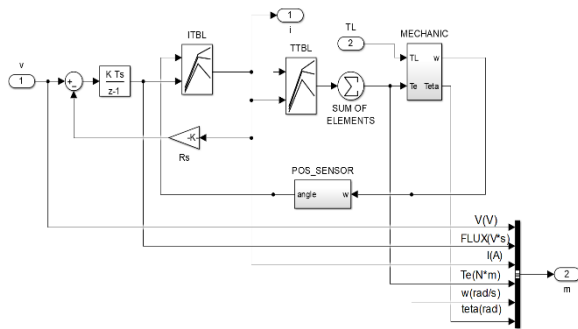 1
i
ITBL
TL
2
MECHANIC
v
1
TTBL
TL w
Te Teta
K Ts
z-1
+
-
SUM OF
ELEMENTS
-K-
Rs
POS_SENSOR
angle w
V(V)
FLUX(V*s)
I(A)
Te(N*m)
w(rad/s)
teta(rad)
2
m